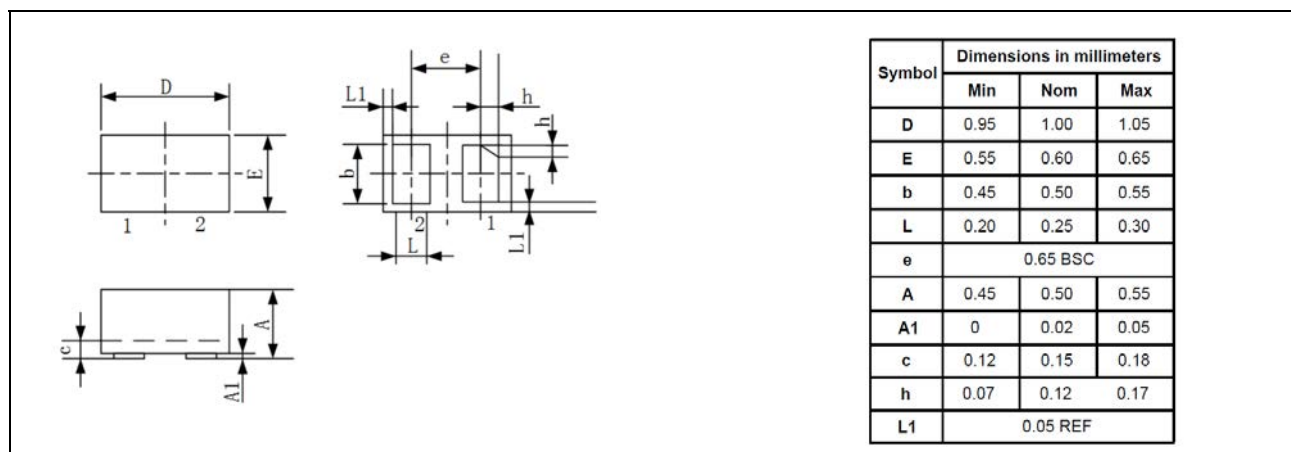 D
E
1 2
e
L1
h
h
b
2 1
L
L1
A
c
A1
Symbol Dimensions in millimeters
Min Nom Max
D 0.95 1.00 1.05
E 0.55 0.60 0.65
b 0.45 0.50 0.55
L 0.20 0.25 0.30
e 0.65 BSC
A 0.45 0.50 0.55
A1 0 0.02 0.05
c 0.12 0.15 0.18
h 0.07 0.12 0.17
L1 0.05 REF